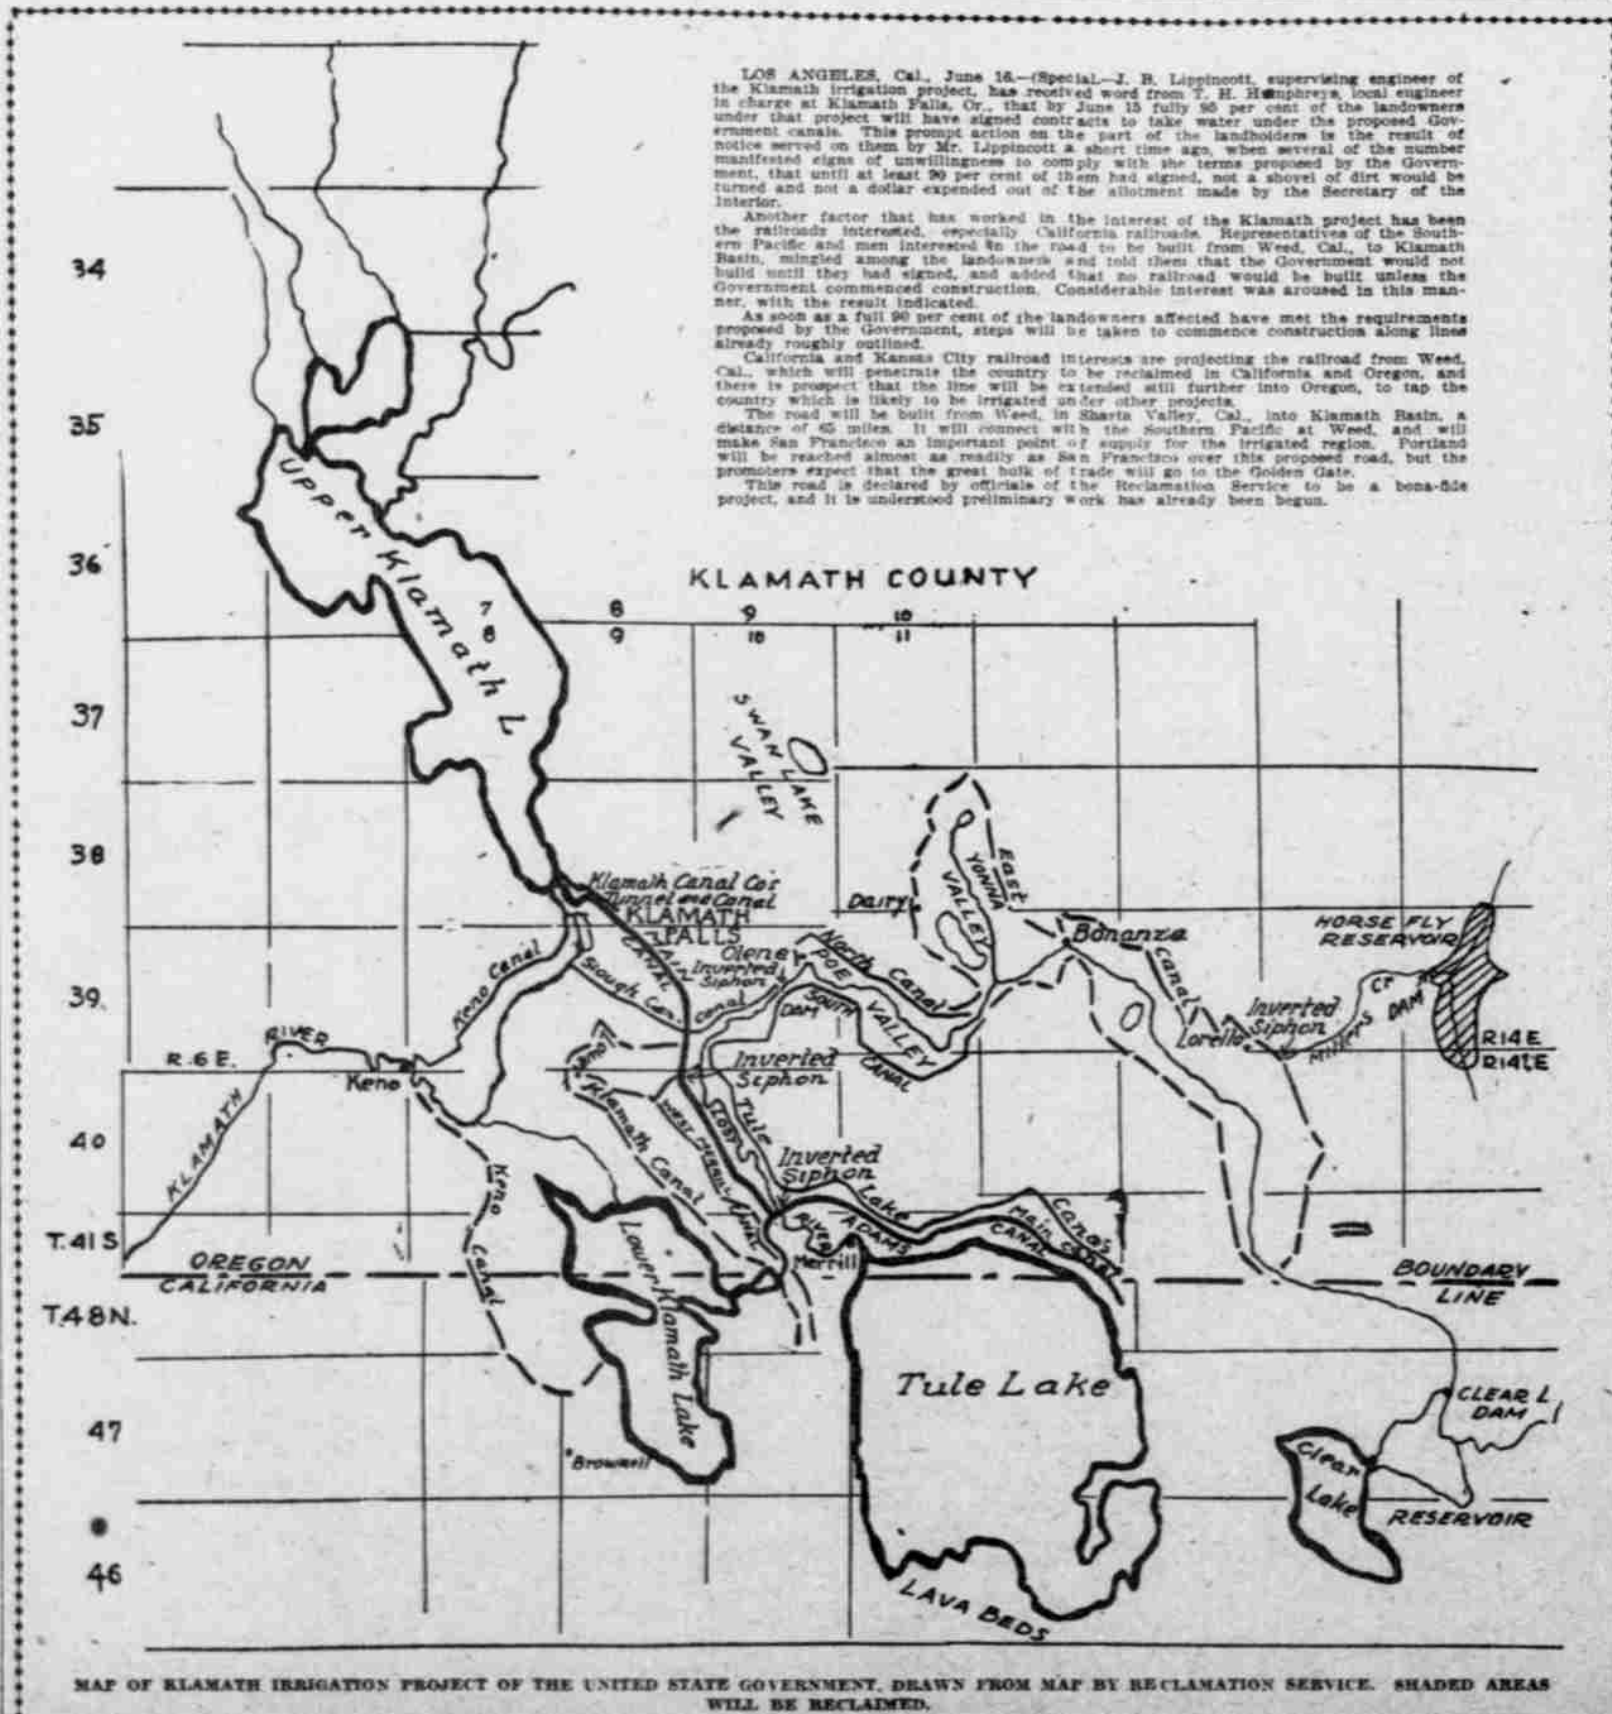 LOS ANGELES, Cal., June 16.—(Special.—J. B. Lippincott, supervising engineer of
the Klamath irrigation project, has received word from T. H. Humphreys, local engineer
in charge at Klamath Falls, Or., that by June 15 fully 95 per cent of the landowners
under that project will have signed contracts to take water under the proposed Gov-
ernment canals. This prompt action on the part of the landholders is the result of
notice served on them by Mr. Lippincott a short time ago, when several of the number
manifested signs of unwillingness to comply with the terms proposed by the Govern-
ment, that until at least 90 per cent of them had signed, not a shovel of dirt would be
turned and not a dollar expended out of the allotment made by the Secretary of the
Interior.
Another factor that has worked in the interest of the Klamath project has been
the railroads interested, especially California railroads. Representatives of the South-
ern Pacific and men interested in the road to be built from Weed, Cal., to Klamath
Basin, mingled among the landowners and told them that the Government would not
build until they had signed, and added that no railroad would be built unless the
Government commenced construction. Considerable interest was aroused in this man-
ner, with the result indicated.
As soon as a full 90 per cent of the landowners affected have met the requirements
proposed by the Government, steps will be taken to commence construction along lines
already roughly outlined.
California and Kansas City railroad interests are projecting the railroad from Weed,
Cal., which will penetrate the country to be reclaimed in California and Oregon, and
there is prospect that the line will be extended still further into Oregon, to tap the
country which is likely to be irrigated under other projects.
The road will be built from Weed, in Sharta Valley, Cal., into Klamath Basin, a
distance of 65 miles. It will connect with the Southern Pacific at Weed, and will
make San Francisco an important point of supply for the irrigated region. Portland
will be reached almost as readily as San Francisco over this proposed road, but the
promoters expect that the great bulk of trade will go to the Golden Gate.
This road is declared by officials of the Reclamation Service to be a bona-fide
project, and it is understood preliminary work has already been begun.
34
35
Upper Klamath L
36
KLAMATH COUNTY
7
8
8
9
9
10
10
11
37
SWAN LAKE
VALLEY
38
Klamath Canal Co's
Tunnel and Canal
KLAMATH
FALLS
Dairy
YONNA
VALLEY
East
Bonanza
HORSE FLY
RESERVOIR
Olene
Inverted
Siphon
CANAL
North Canal
POE
VALLEY
Canal
39
Keno Canal
Slough Can.
Canal
DAM
SOUTH
CANAL
Inverted
Siphon
Lorella
MILLERS
CR
DAM
R14E
R14½E
RIVER
R.6 E.
Keno
KLAMATH
Inverted
Siphon
Klamath Canal
LOST
Tule
40
Inverted
Siphon
Keno
Canal
Lake
ADAMS
CANAL
Main
Canals
RIVER
Merrill
T.41S
OREGON
CALIFORNIA
BOUNDARY
LINE
T.48N.
Lower Klamath Lake
Tule Lake
CLEAR L
DAM
47
Brownell
Clear
Lake
RESERVOIR
46
LAVA BEDS
MAP OF KLAMATH IRRIGATION PROJECT OF THE UNITED STATE GOVERNMENT, DRAWN FROM MAP BY RECLAMATION SERVICE. SHADED AREAS
WILL BE RECLAIMED.